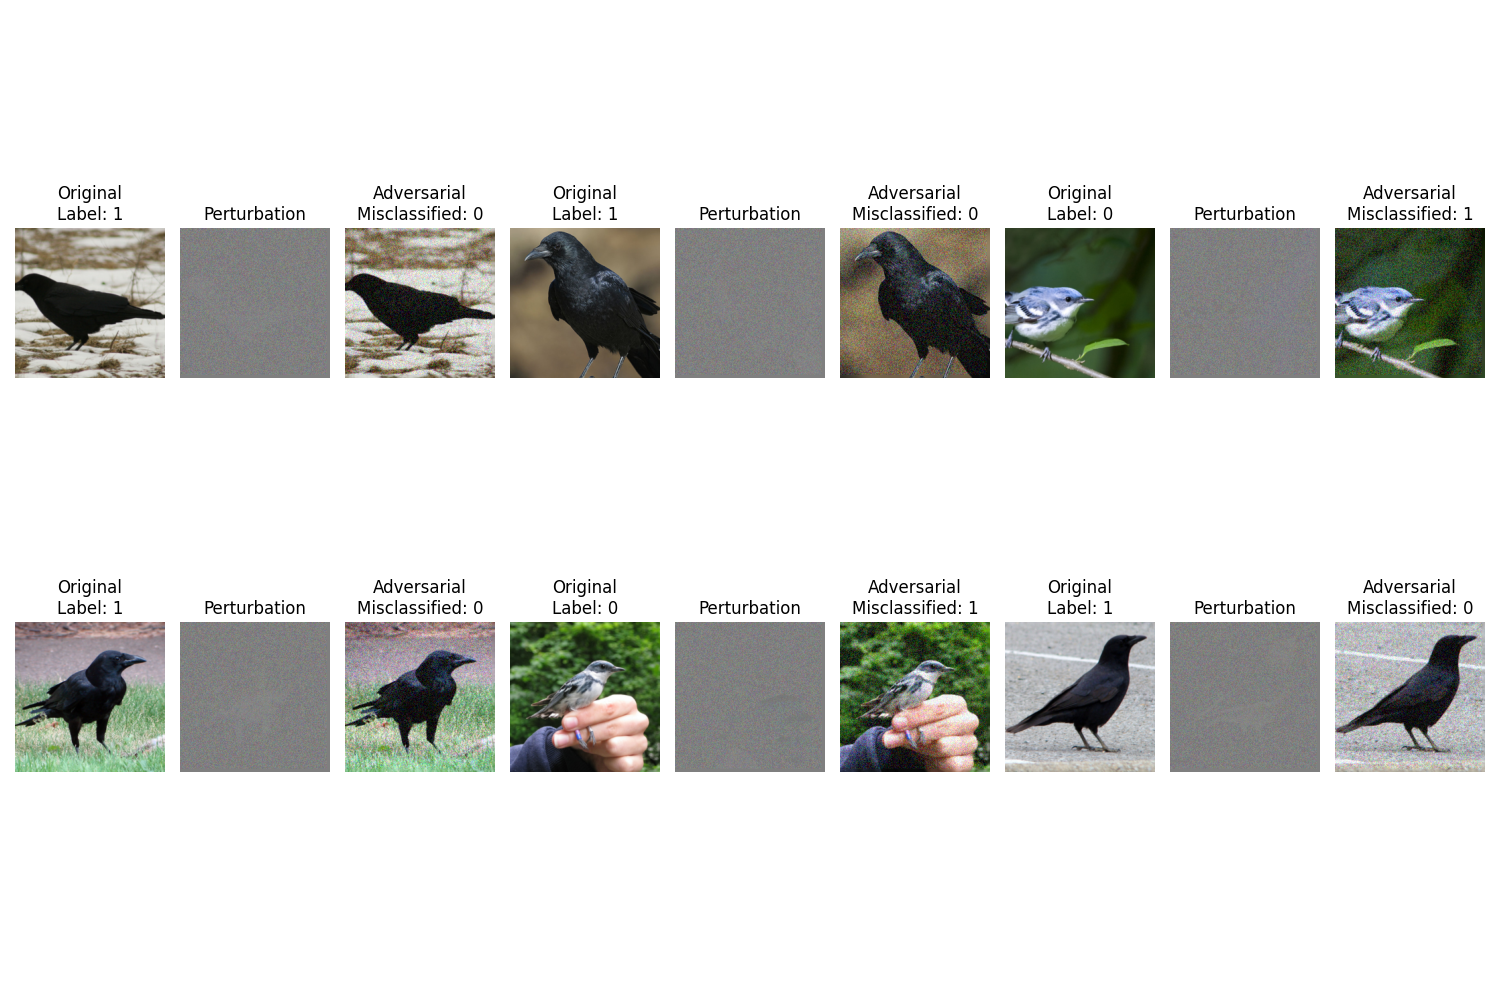 Original
Label: 1
Perturbation
Adversarial
Misclassified: 0
Original
Label: 1
Perturbation
Adversarial
Misclassified: 0
Original
Label: 0
Perturbation
Adversarial
Misclassified: 1
Original
Label: 1
Perturbation
Adversarial
Misclassified: 0
Original
Label: 0
Perturbation
Adversarial
Misclassified: 1
Original
Label: 1
Perturbation
Adversarial
Misclassified: 0